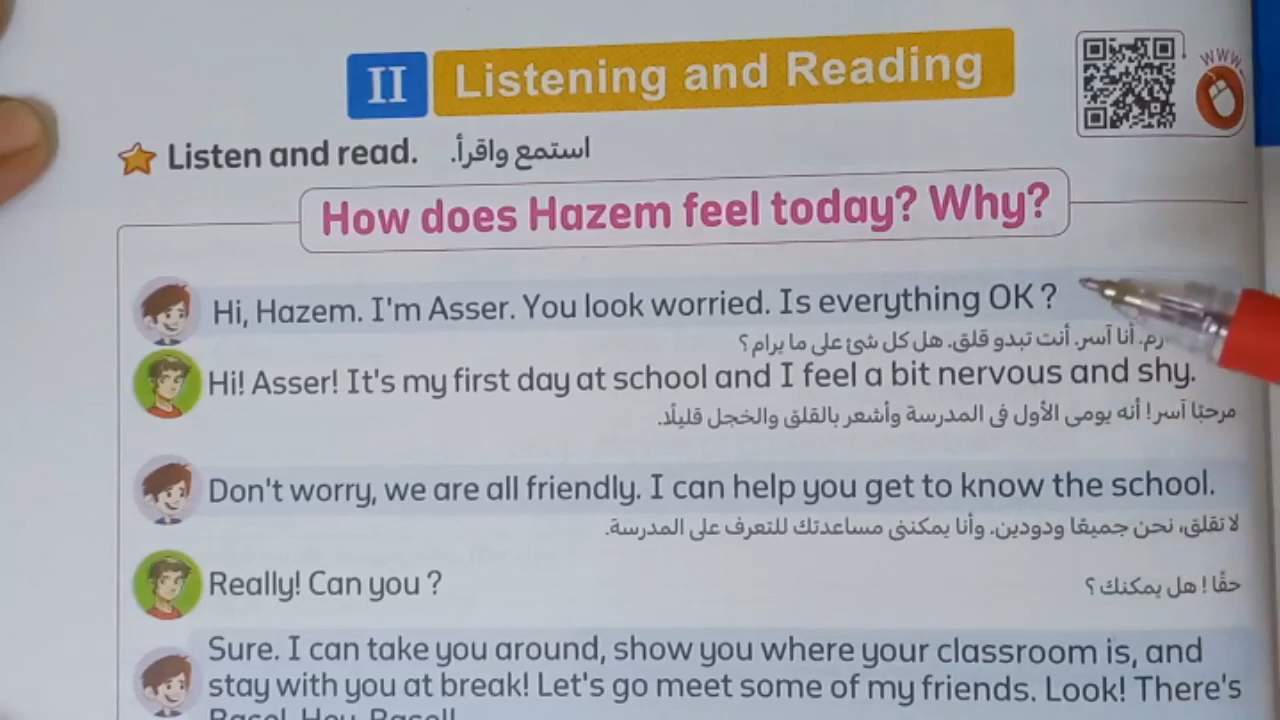 II Listening and Reading
WWW.
Listen and read. استمع واقرأ.
How does Hazem feel today? Why?
Hi, Hazem. I'm Asser. You look worried. Is everything OK ?
أنا آسر. أنت تبدو قلق. هل كل شئ على ما يرام؟
Hi! Asser! It's my first day at school and I feel a bit nervous and shy.
مرحبًا آسر! أنه يومى الأول فى المدرسة وأشعر بالقلق والخجل قليلًا.
Don't worry, we are all friendly. I can help you get to know the school.
لا تقلق، نحن جميعًا ودودين. وأنا يمكننى مساعدتك للتعرف على المدرسة.
Really! Can you ?
حقًا! هل يمكنك؟
Sure. I can take you around, show you where your classroom is, and
stay with you at break! Let's go meet some of my friends. Look! There's